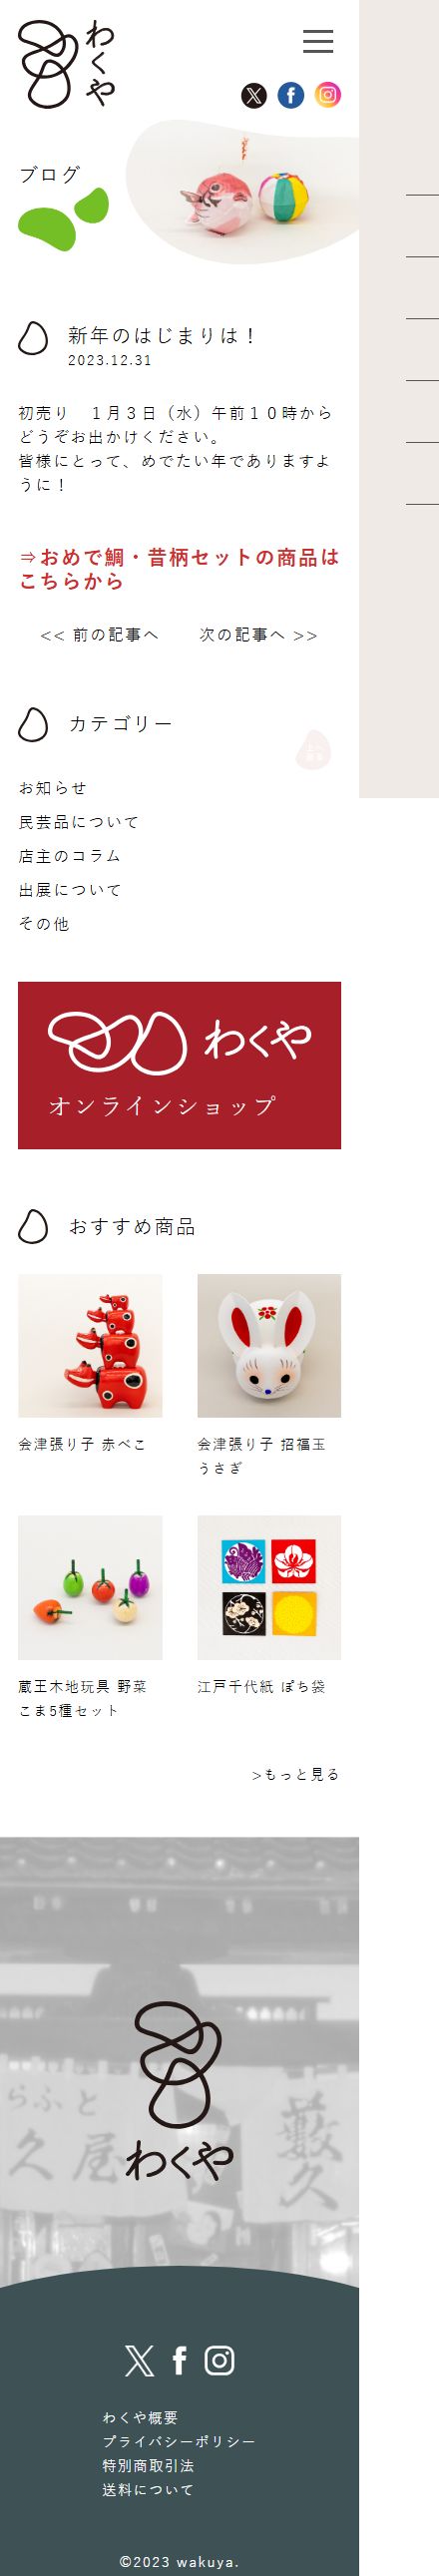 わくや
ブログ
新年のはじまりは！
2023.12.31
初売り　１月３日（水）午前１０時から
どうぞお出かけください。
皆様にとって、めでたい年でありますよ
うに！
⇒おめで鯛・昔柄セットの商品は
こちらから
<< 前の記事へ
次の記事へ >>
カテゴリー
お知らせ
民芸品について
店主のコラム
出展について
その他
わくや
オンラインショップ
おすすめ商品
会津張り子 赤べこ
会津張り子 招福玉
うさぎ
蔵王木地玩具 野菜
こま5種セット
江戸千代紙 ぽち袋
>もっと見る
らふと
久屋
藪久
わくや
わくや概要
プライバシーポリシー
特別商取引法
送料について
©2023 wakuya.